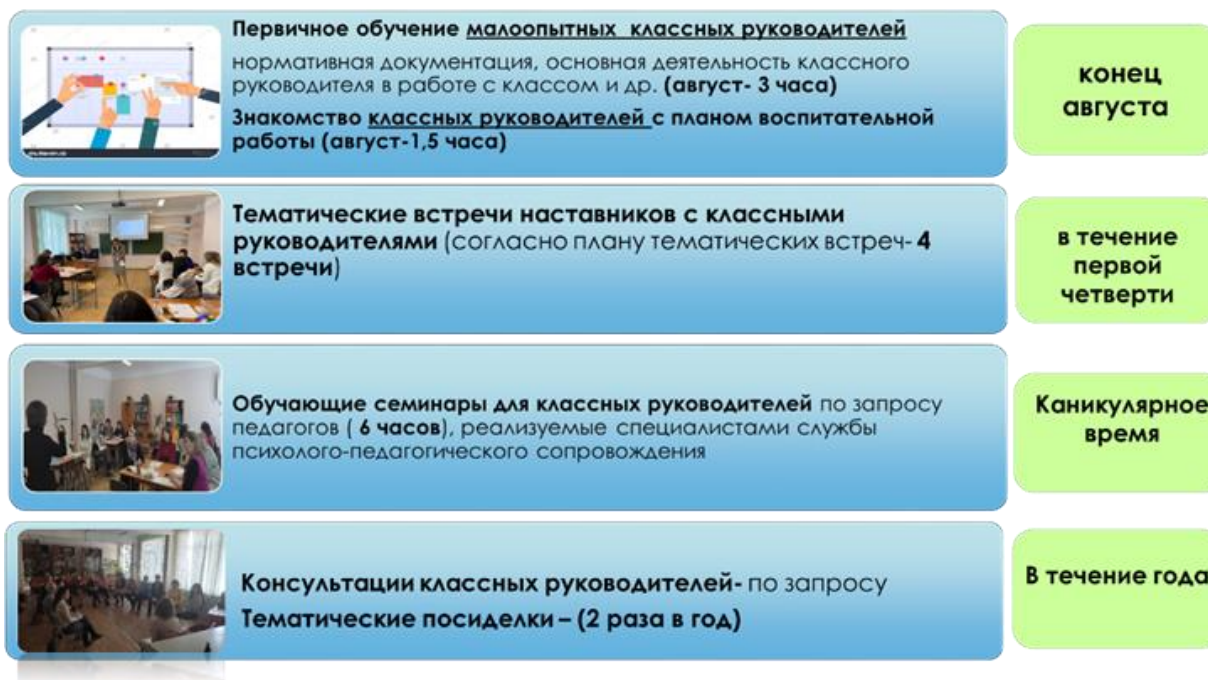 Первичное обучение малоопытных классных руководителей
нормативная документация, основная деятельность классного
руководителя в работе с классом и др. (август- 3 часа)
Знакомство классных руководителей с планом воспитательной
работы (август-1,5 часа)
конец
августа
Тематические встречи наставников с классными
руководителями (согласно плану тематических встреч- 4
встречи)
в течение
первой
четверти
Обучающие семинары для классных руководителей по запросу
педагогов ( 6 часов), реализуемые специалистами службы
психолого-педагогического сопровождения
Каникулярное
время
Консультации классных руководителей- по запросу
Тематические посиделки – (2 раза в год)
В течение года